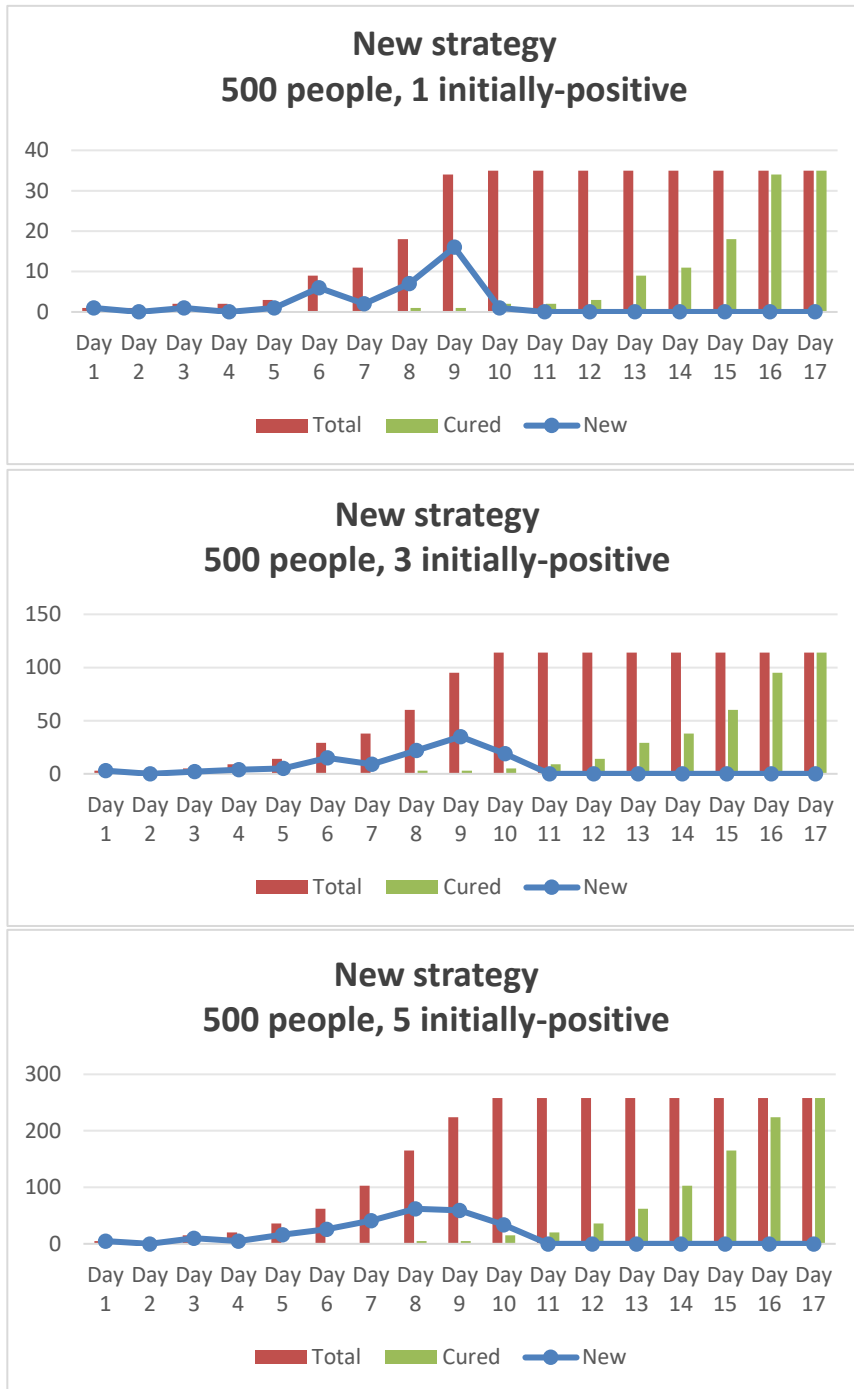 New strategy
500 people, 1 initially-positive
40
30
20
10
0
Day Day Day Day Day Day Day Day Day Day Day Day Day Day Day Day Day
1 2 3 4 5 6 7 8 9 10 11 12 13 14 15 16 17
Total Cured New
New strategy
500 people, 3 initially-positive
150
100
50
0
Day Day Day Day Day Day Day Day Day Day Day Day Day Day Day Day Day
1 2 3 4 5 6 7 8 9 10 11 12 13 14 15 16 17
Total Cured New
New strategy
500 people, 5 initially-positive
300
200
100
0
Day Day Day Day Day Day Day Day Day Day Day Day Day Day Day Day Day
1 2 3 4 5 6 7 8 9 10 11 12 13 14 15 16 17
Total Cured New